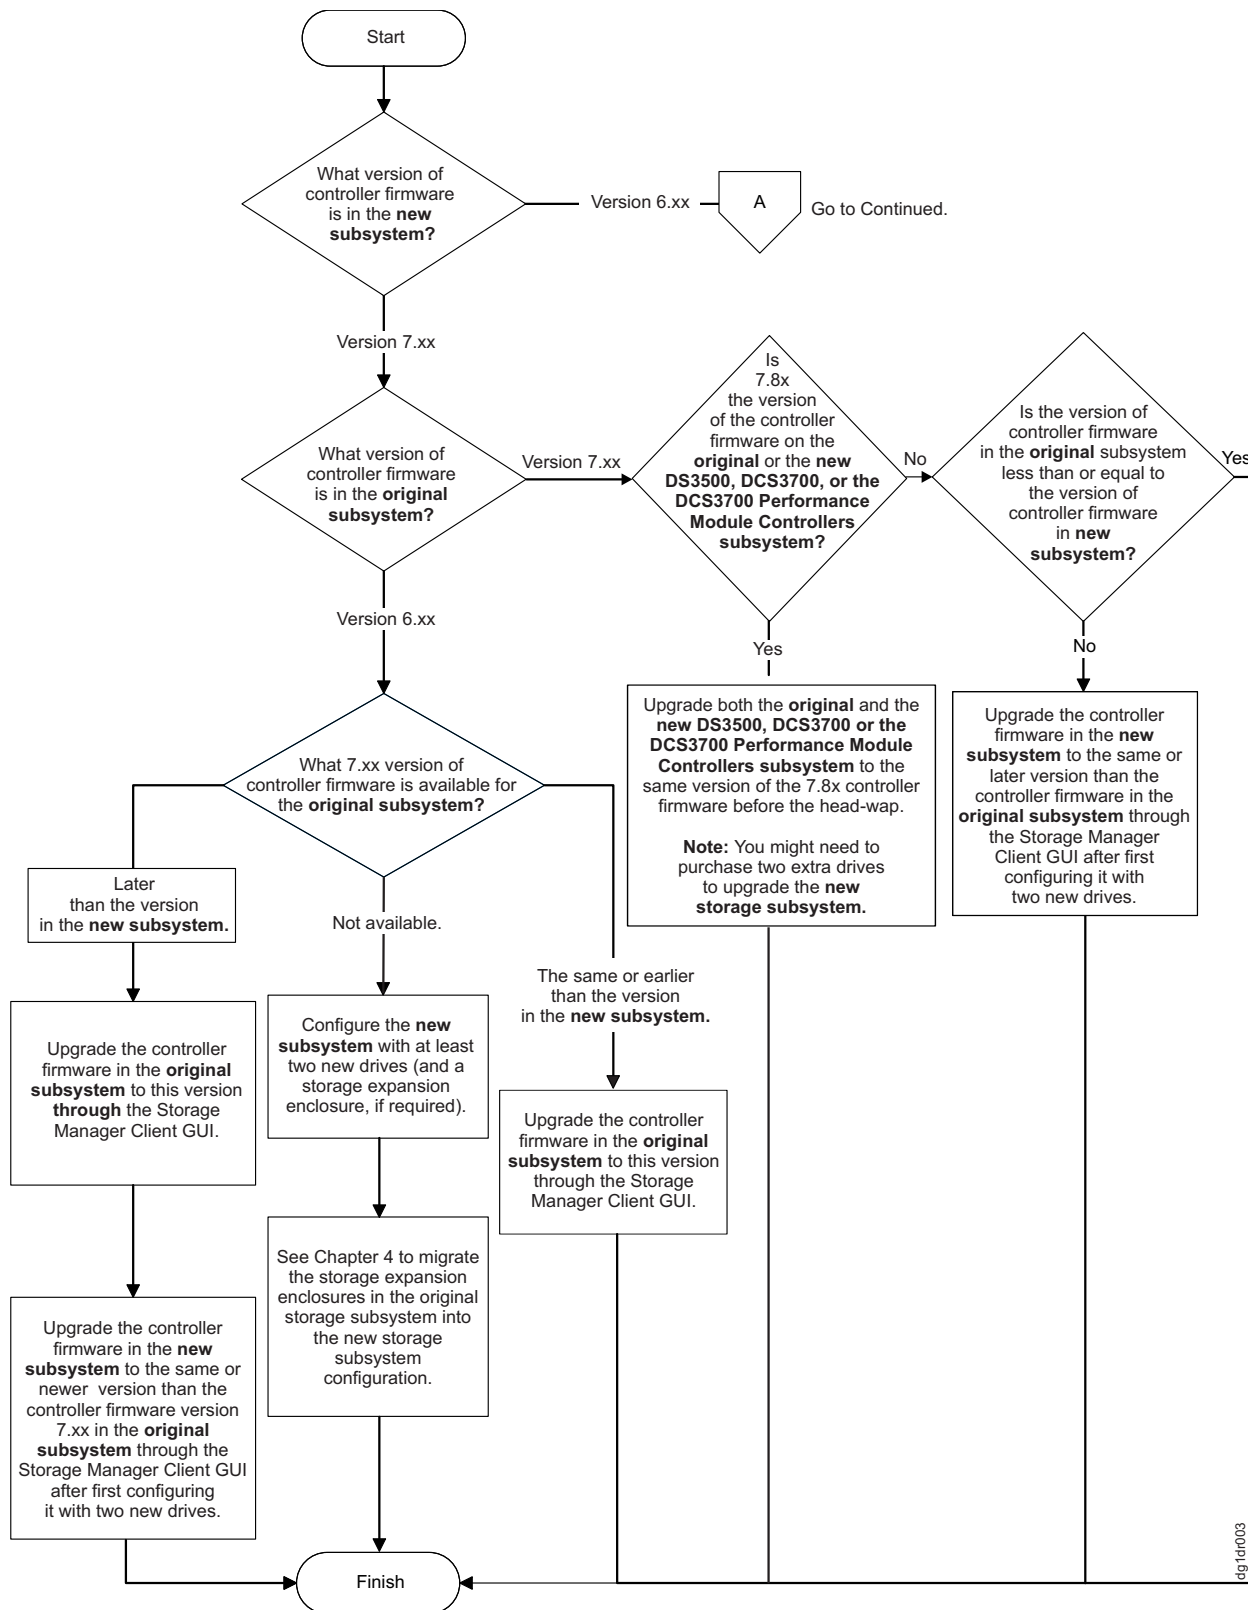 Start
What version of
controller firmware
is in the new
subsystem?
Version 6.xx
A
Go to Continued.
Version 7.xx
What version of
controller firmware
is in the original
subsystem?
Version 7.xx
Is
7.8x
the version
of the controller
firmware on the
original or the new
DS3500, DCS3700, or the
DCS3700 Performance
Module Controllers
subsystem?
No
Is the version of
controller firmware
in the original subsystem
less than or equal to
the version of
controller firmware
in new
subsystem?
Yes
Version 6.xx
Yes
No
What 7.xx version of
controller firmware is available for
the original subsystem?
Upgrade both the original and the
new DS3500, DCS3700 or the
DCS3700 Performance Module
Controllers subsystem to the
same version of the 7.8x controller
firmware before the head-wap.
Note: You might need to
purchase two extra drives
to upgrade the new
storage subsystem.
Upgrade the controller
firmware in the new
subsystem to the same or
later version than the
controller firmware in the
original subsystem through
the Storage Manager
Client GUI after first
configuring it with
two new drives.
Later
than the version
in the new subsystem.
Not available.
The same or earlier
than the version
in the new subsystem.
Upgrade the controller
firmware in the original
subsystem to this version
through the Storage
Manager Client GUI.
Configure the new
subsystem with at least
two new drives (and a
storage expansion
enclosure, if required).
Upgrade the controller
firmware in the original
subsystem to this version
through the Storage
Manager Client GUI.
See Chapter 4 to migrate
the storage expansion
enclosures in the original
storage subsystem into
the new storage
subsystem
configuration.
Upgrade the controller
firmware in the new
subsystem to the same or
newer version than the
controller firmware version
7.xx in the original
subsystem through the
Storage Manager Client GUI
after first configuring
it with two new drives.
Finish
dg1dr003